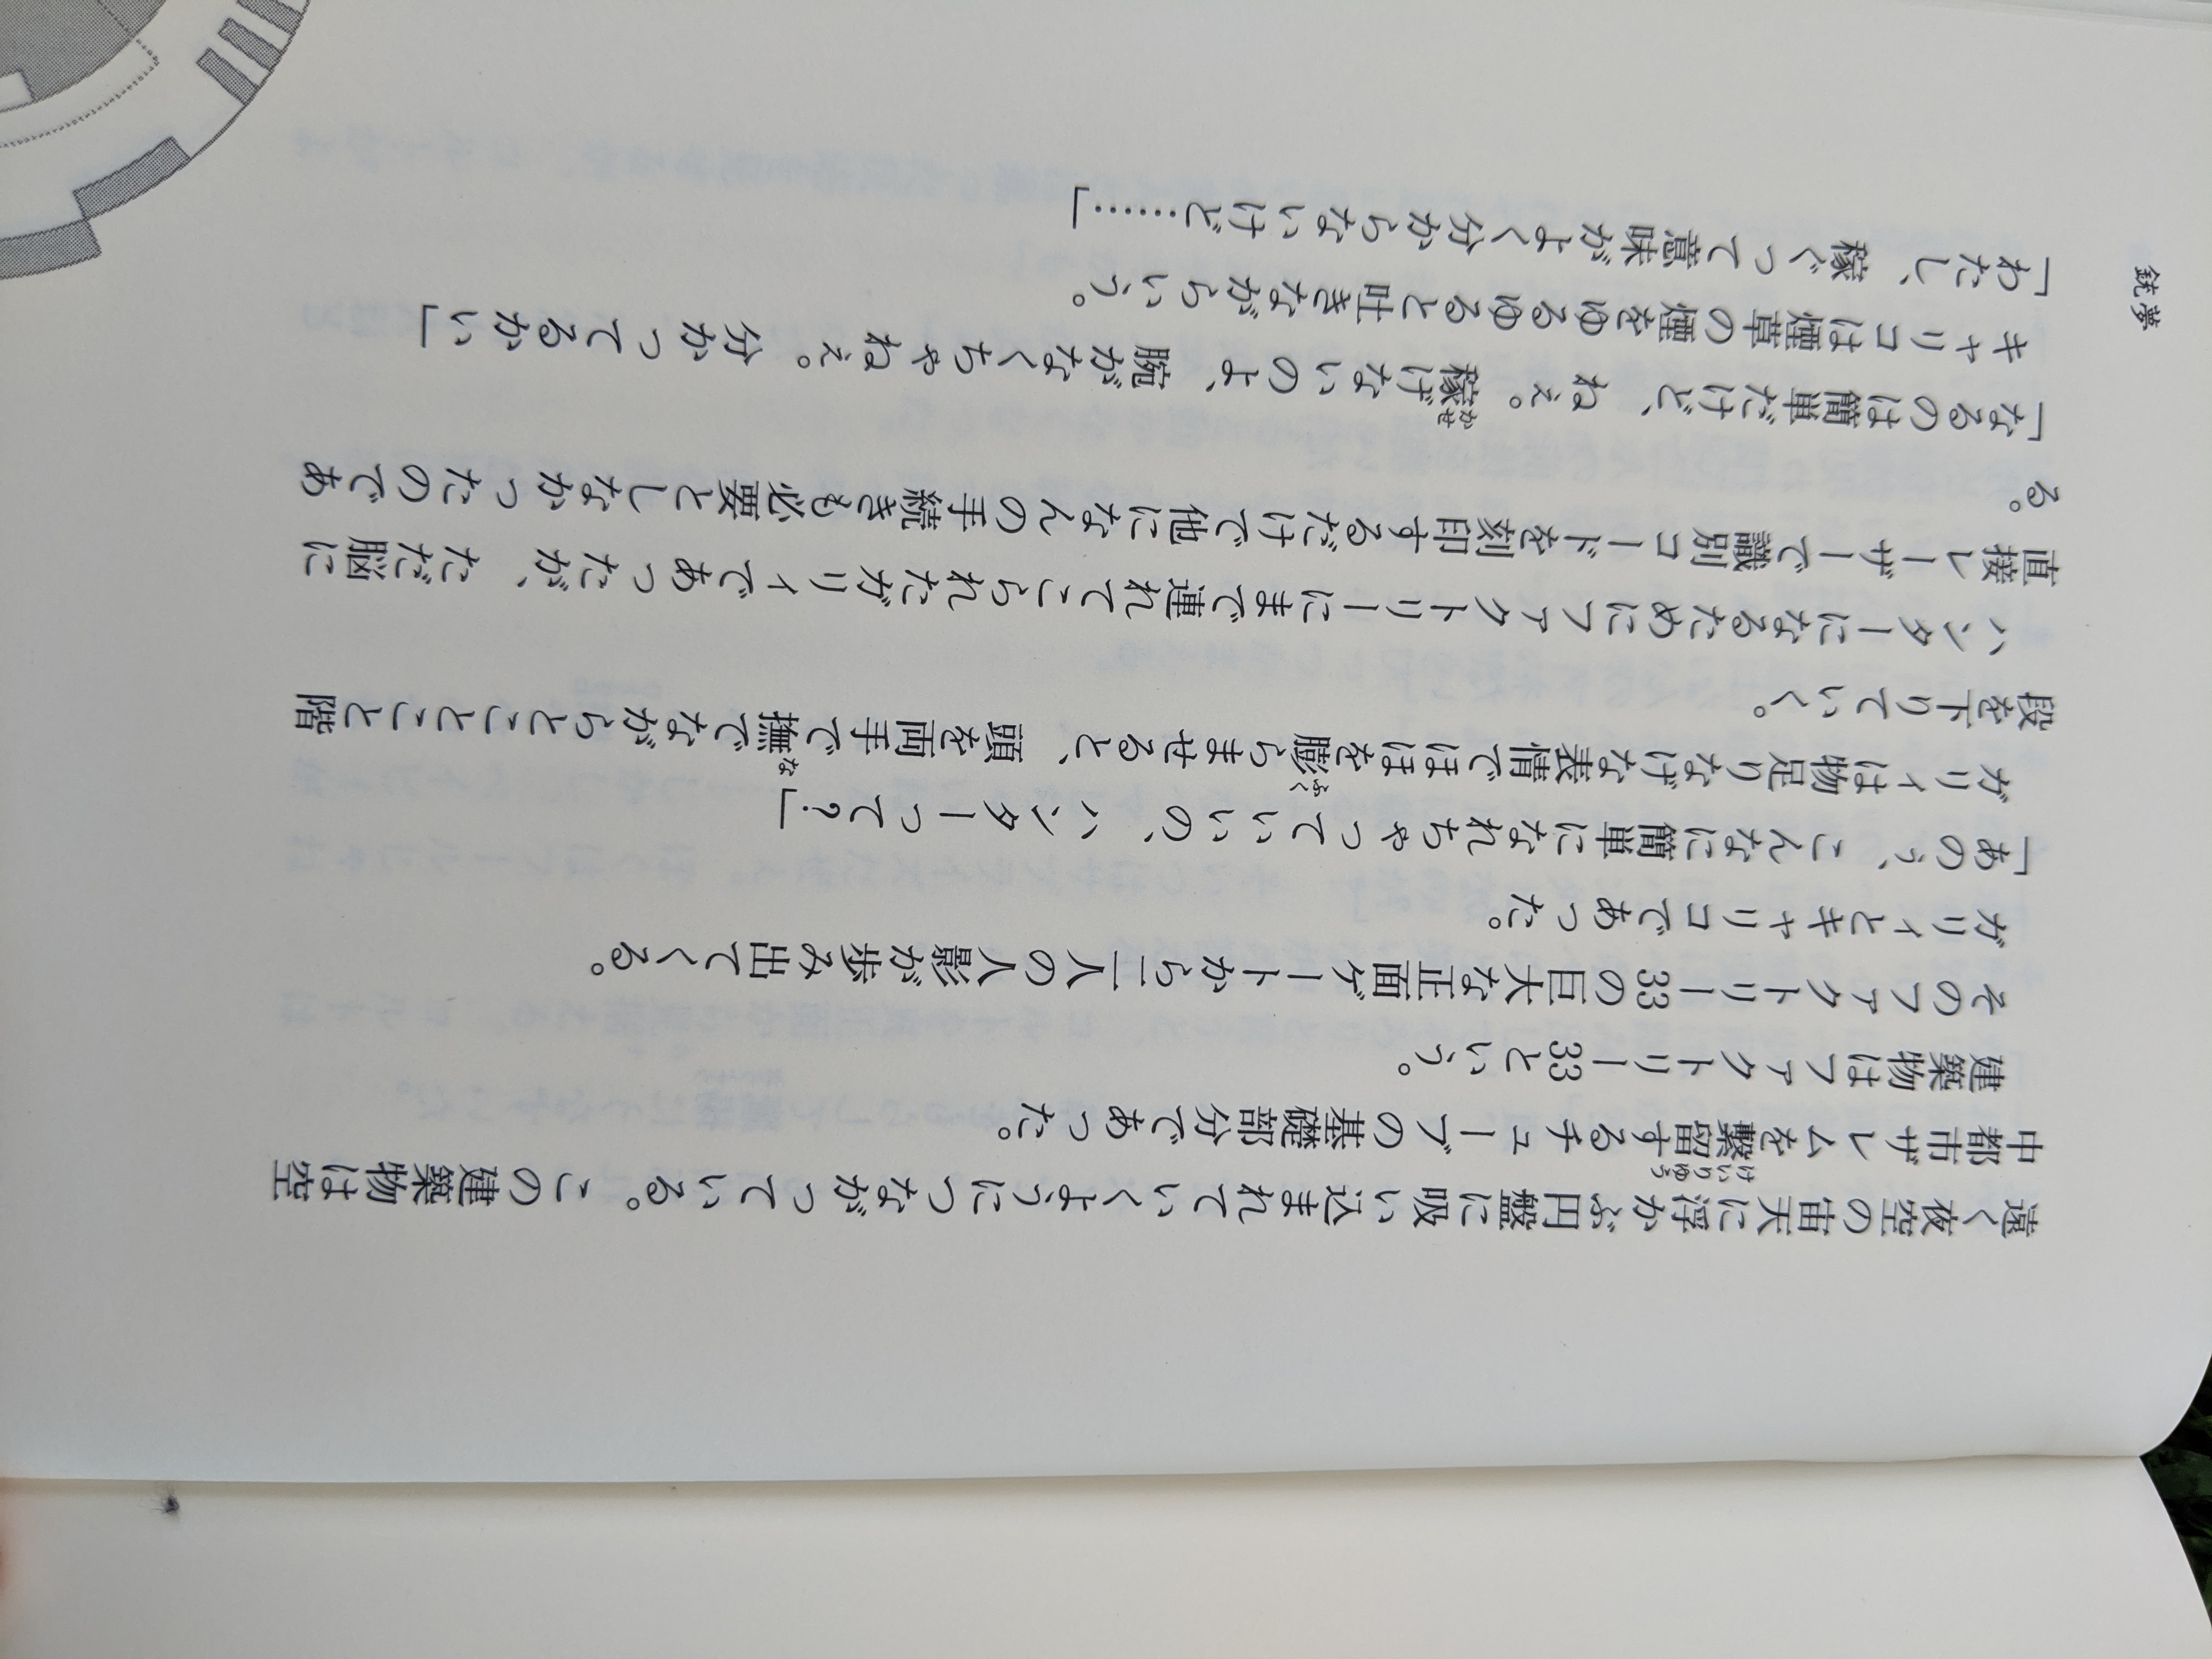 銃夢
遠く夜空の宙天に浮かぶ円盤に吸い込まれていくようにつながっている。この建築物は空
中都市ザレムを繋留するチューブの基礎部分であった。
けいりゆう
建築物はファクトリー33という。
そのファクトリー33の巨大な正面ゲートから二人の人影が歩み出てくる。
ガリィとキャリコであった。
「あのぅ、こんなに簡単になれちゃっていいの、ハンターって？」
ガリィは物足りなげな表情でほほを膨らませると、頭を両手で撫でながらとことこと階
ふく
な
段を下りていく。
ハンターになるためにファクトリーにまで連れてこられたガリィであったが、ただ脳に
直接レーザーで識別コードを刻印するだけで他になんの手続きも必要としなかったのであ
る。
「なるのは簡単だけど、ねぇ。稼げないのよ、腕がなくちゃねぇ。分かってるかい」
かせ
キャリコは煙草の煙をゆるゆると吐きながらいう。
「わたし、稼ぐって意味がよく分からないけど……」